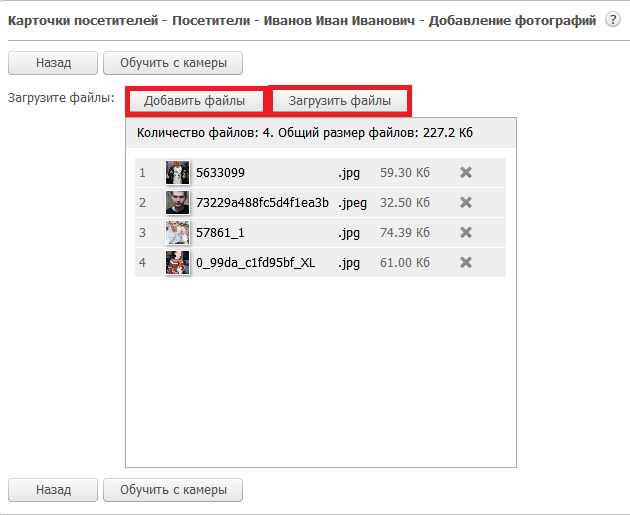 Карточки посетителей - Посетители - Иванов Иван Иванович - Добавление фотографий ?
Назад Обучить с камеры
Загрузите файлы: Добавить файлы Загрузить файлы
Количество файлов: 4. Общий размер файлов: 227.2 Кб
1 5633099 .jpg 59.30 Кб
2 73229a488fc5d4f1ea3b .jpeg 32.50 Кб
3 57861_1 .jpg 74.39 Кб
4 0_99da_c1fd95bf_XL .jpg 61.00 Кб
Назад Обучить с камеры